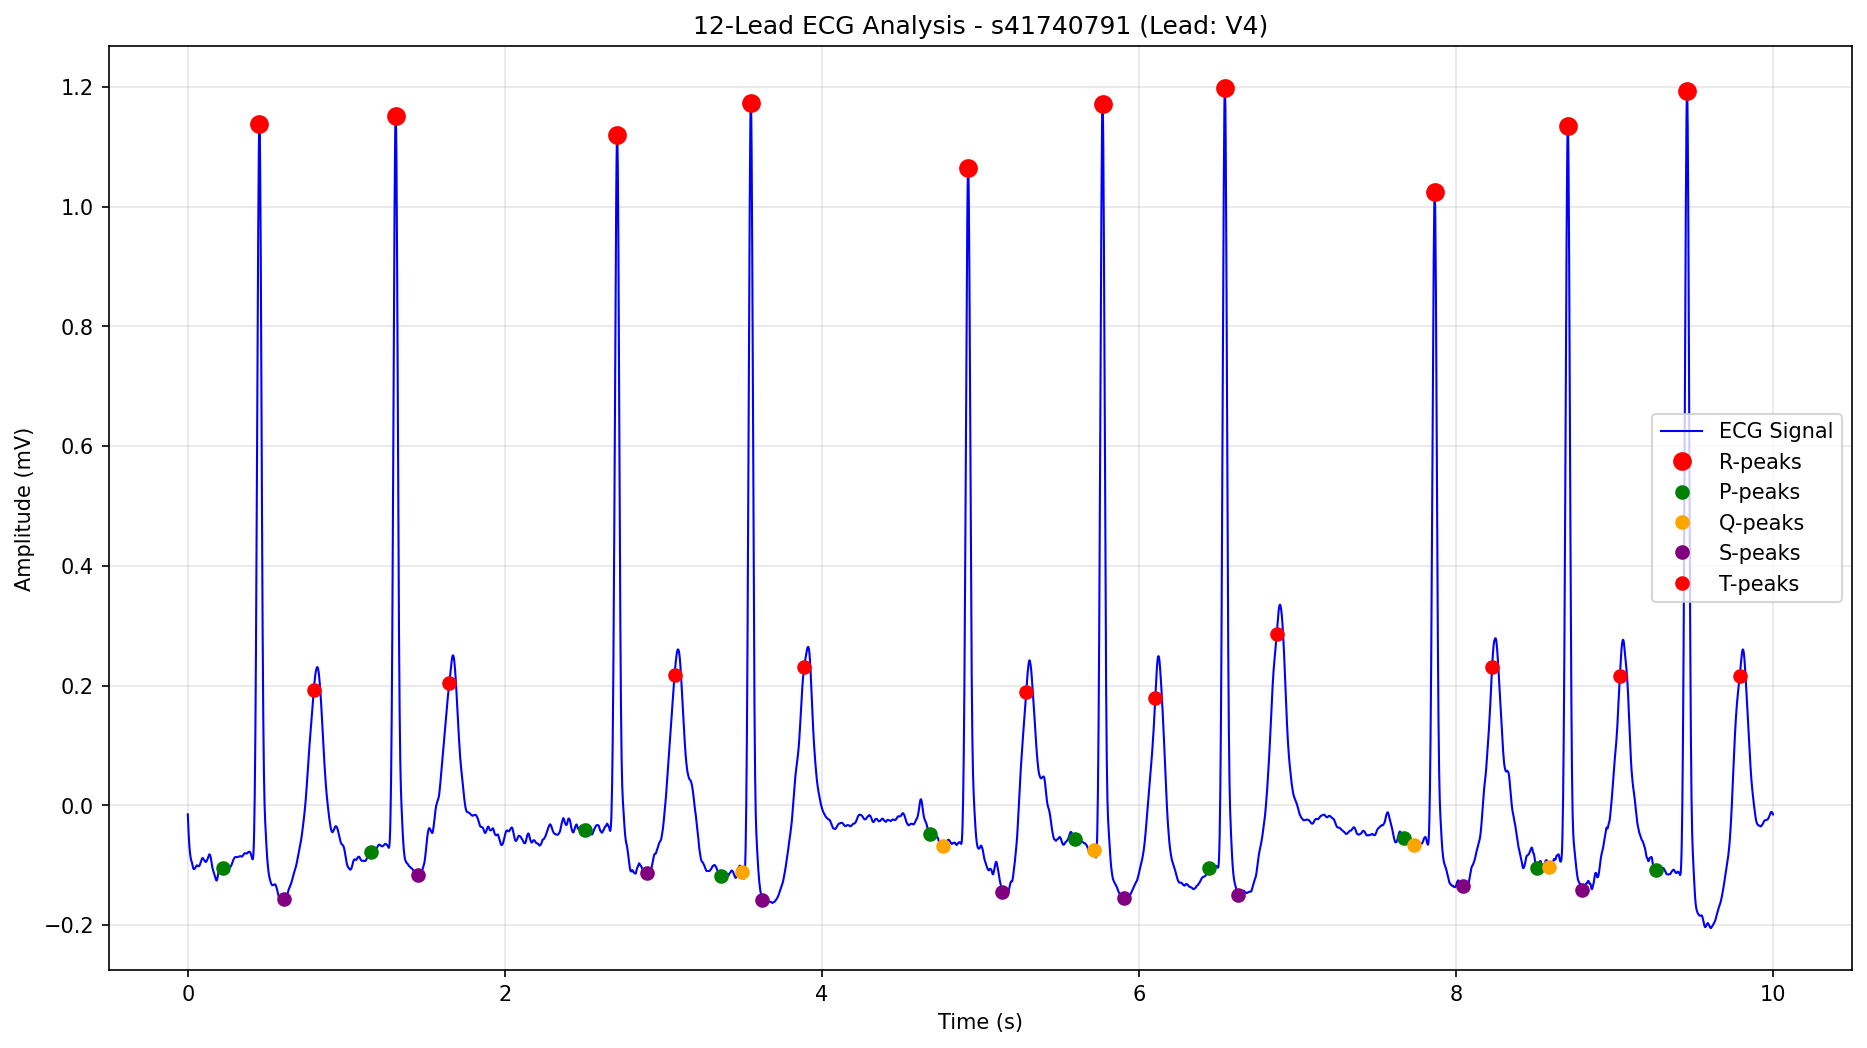 12-Lead ECG Analysis - s41740791 (Lead: V4)
Amplitude (mV)
1.2
1.0
0.8
0.6
0.4
0.2
0.0
−0.2
ECG Signal
R-peaks
P-peaks
Q-peaks
S-peaks
T-peaks
0 2 4 6 8 10
Time (s)